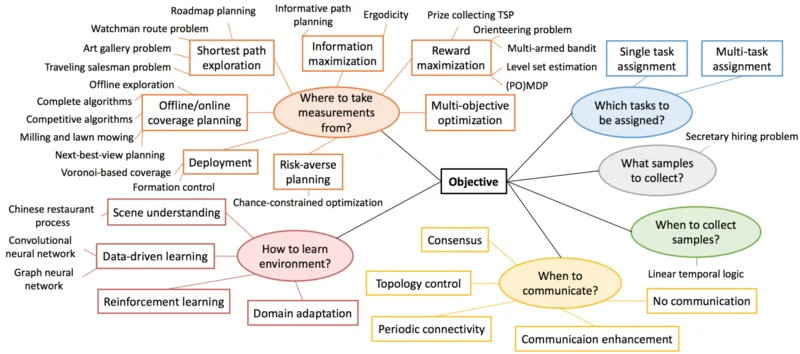 Roadmap planning
Watchman route problem
Art gallery problem
Traveling salesman problem
Shortest path
exploration
Informative path
planning
Ergodicity
Information
maximization
Prize collecting TSP
Orienteering problem
Multi-armed bandit
Level set estimation
(PO)MDP
Reward
maximization
Offline exploration
Complete algorithms
Competitive algorithms
Milling and lawn mowing
Next-best-view planning
Offline/online
coverage planning
Where to take
measurements
from?
Multi-objective
optimization
Voronoi-based coverage
Formation control
Deployment
Risk-averse
planning
Chance-constrained optimization
Single task
assignment
Multi-task
assignment
Which tasks to
be assigned?
Secretary hiring problem
What samples
to collect?
Objective
When to collect
samples?
Linear temporal logic
Chinese restaurant
process
Scene understanding
Convolutional
neural network
Graph neural
network
Data-driven learning
How to learn
environment?
Reinforcement learning
Domain adaptation
Consensus
Topology control
When to
communicate?
No communication
Periodic connectivity
Communicaion enhancement